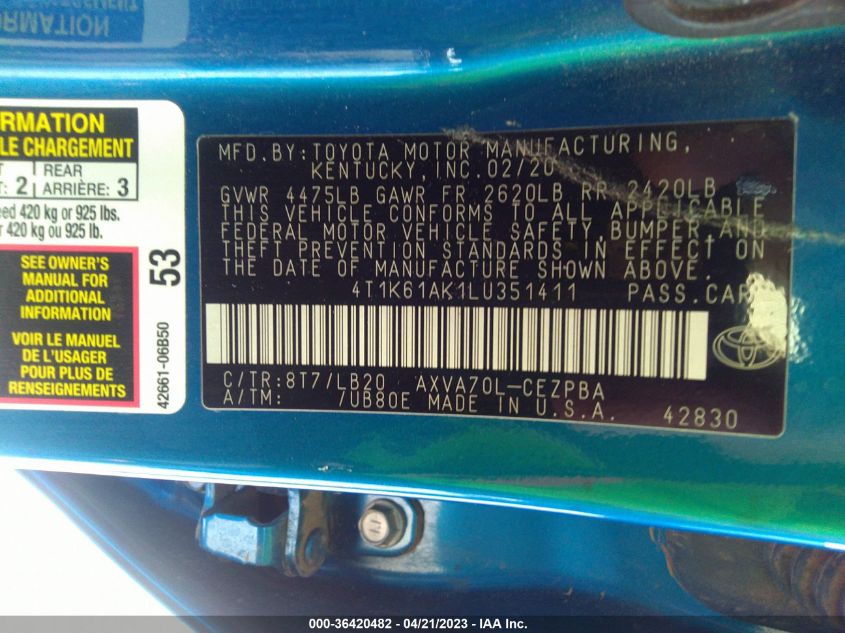 ORMATION
RMATION
LE CHARGEMENT
REAR
: 2 ARRIÈRE: 3
eed 420 kg or 925 lbs.
r 420 kg ou 925 lb.
SEE OWNER'S
MANUAL FOR
ADDITIONAL
INFORMATION
VOIR LE MANUEL
DE L'USAGER
POUR PLUS DE
RENSEIGNEMENTS
53
42661-06B50
MFD.BY:TOYOTA MOTOR MANUFACTURING,
KENTUCKY, INC.02/20
GVWR 4475LB GAWR FR 2620LB RR 2420LB
THIS VEHICLE CONFORMS TO ALL APPLICABLE
FEDERAL MOTOR VEHICLE SAFETY,BUMPER,AND
THEFT PREVENTION STANDARDS IN EFFECT ON
THE DATE OF MANUFACTURE SHOWN ABOVE.
4T1K61AK1LU351411 PASS.CAR
C/TR:8T7/LB20 AXVA70L-CEZPBA
A/TM: /UB80E MADE IN U.S.A. 42830
000-36420482 - 04/21/2023 - IAA Inc.